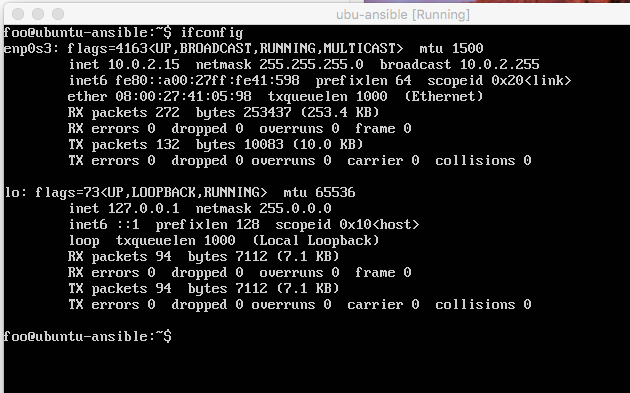 ubu-ansible [Running]
foo@ubuntu-ansible:~$ ifconfig
enp0s3: flags=4163<UP,BROADCAST,RUNNING,MULTICAST>  mtu 1500
        inet 10.0.2.15  netmask 255.255.255.0  broadcast 10.0.2.255
        inet6 fe80::a00:27ff:fe41:598  prefixlen 64  scopeid 0x20<link>
        ether 08:00:27:41:05:98  txqueuelen 1000  (Ethernet)
        RX packets 272  bytes 253437 (253.4 KB)
        RX errors 0  dropped 0  overruns 0  frame 0
        TX packets 132  bytes 10083 (10.0 KB)
        TX errors 0  dropped 0 overruns 0  carrier 0  collisions 0
lo: flags=73<UP,LOOPBACK,RUNNING>  mtu 65536
        inet 127.0.0.1  netmask 255.0.0.0
        inet6 ::1  prefixlen 128  scopeid 0x10<host>
        loop  txqueuelen 1000  (Local Loopback)
        RX packets 94  bytes 7112 (7.1 KB)
        RX errors 0  dropped 0  overruns 0  frame 0
        TX packets 94  bytes 7112 (7.1 KB)
        TX errors 0  dropped 0 overruns 0  carrier 0  collisions 0
foo@ubuntu-ansible:~$